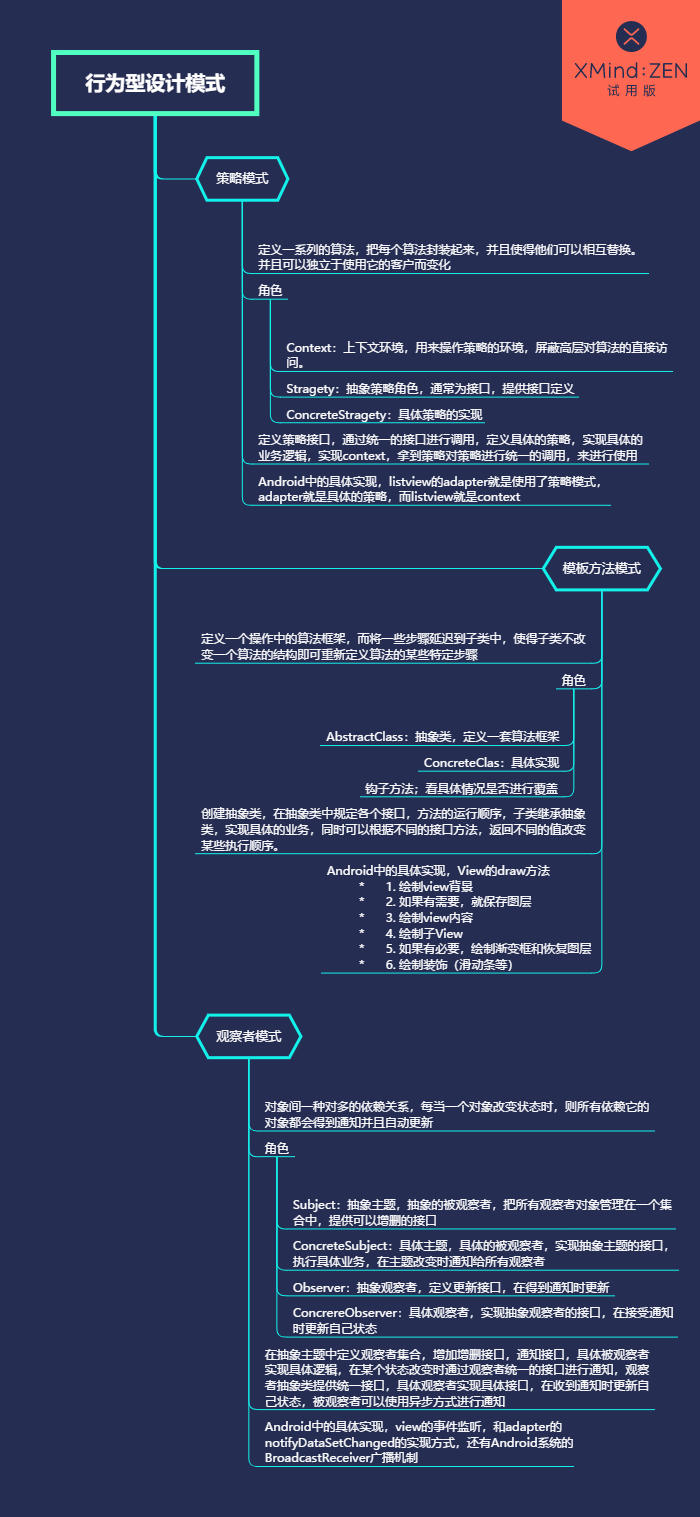 XMind:ZEN
试用版
行为型设计模式
策略模式
定义一系列的算法，把每个算法封装起来，并且使得他们可以相互替换。
并且可以独立于使用它的客户而变化
角色
Context：上下文环境，用来操作策略的环境，屏蔽高层对算法的直接访
问。
Stragety：抽象策略角色，通常为接口，提供接口定义
ConcreteStragety：具体策略的实现
定义策略接口，通过统一的接口进行调用，定义具体的策略，实现具体的
业务逻辑，实现context，拿到策略对策略进行统一的调用，来进行使用
Android中的具体实现，listview的adapter就是使用了策略模式，
adapter就是具体的策略，而listview就是context
模板方法模式
定义一个操作中的算法框架，而将一些步骤延迟到子类中，使得子类不改
变一个算法的结构即可重新定义算法的某些特定步骤
角色
AbstractClass：抽象类，定义一套算法框架
ConcreteClas：具体实现
钩子方法；看具体情况是否进行覆盖
创建抽象类，在抽象类中规定各个接口，方法的运行顺序，子类继承抽象
类，实现具体的业务，同时可以根据不同的接口方法，返回不同的值改变
某些执行顺序。
Android中的具体实现，View的draw方法
* 1. 绘制view背景
* 2. 如果有需要，就保存图层
* 3. 绘制view内容
* 4. 绘制子View
* 5. 如果有必要，绘制渐变框和恢复图层
* 6. 绘制装饰（滑动条等）
观察者模式
对象间一种对多的依赖关系，每当一个对象改变状态时，则所有依赖它的
对象都会得到通知并且自动更新
角色
Subject：抽象主题，抽象的被观察者，把所有观察者对象管理在一个集
合中，提供可以增删的接口
ConcreteSubject：具体主题，具体的被观察者，实现抽象主题的接口，
执行具体业务，在主题改变时通知给所有观察者
Observer：抽象观察者，定义更新接口，在得到通知时更新
ConcrereObserver：具体观察者，实现抽象观察者的接口，在接受通知
时更新自己状态
在抽象主题中定义观察者集合，增加增删接口，通知接口，具体被观察者
实现具体逻辑，在某个状态改变时通过观察者统一的接口进行通知，观察
者抽象类提供统一接口，具体观察者实现具体接口，在收到通知时更新自
己状态，被观察者可以使用异步方式进行通知
Android中的具体实现，view的事件监听，和adapter的
notifyDataSetChanged的实现方式，还有Android系统的
BroadcastReceiver广播机制